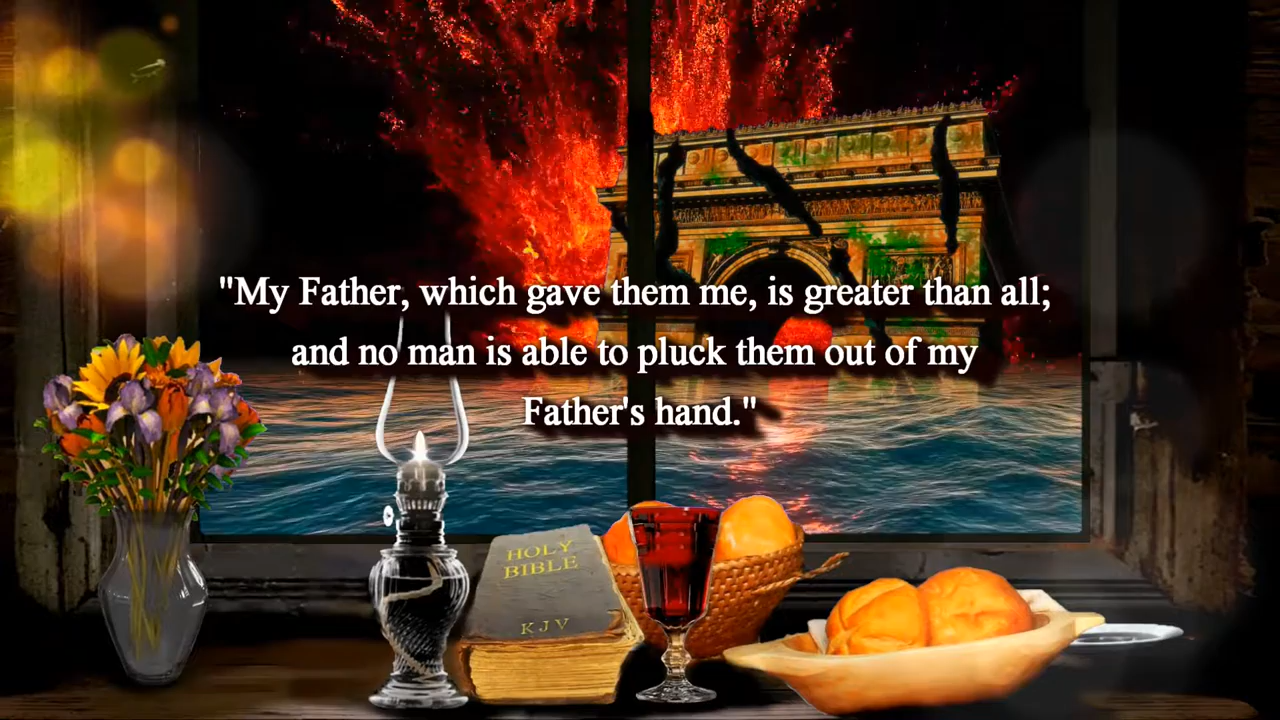 "My Father, which gave them me, is greater than all;
and no man is able to pluck them out of my
Father's hand."
HOLY
BIBLE
KJV